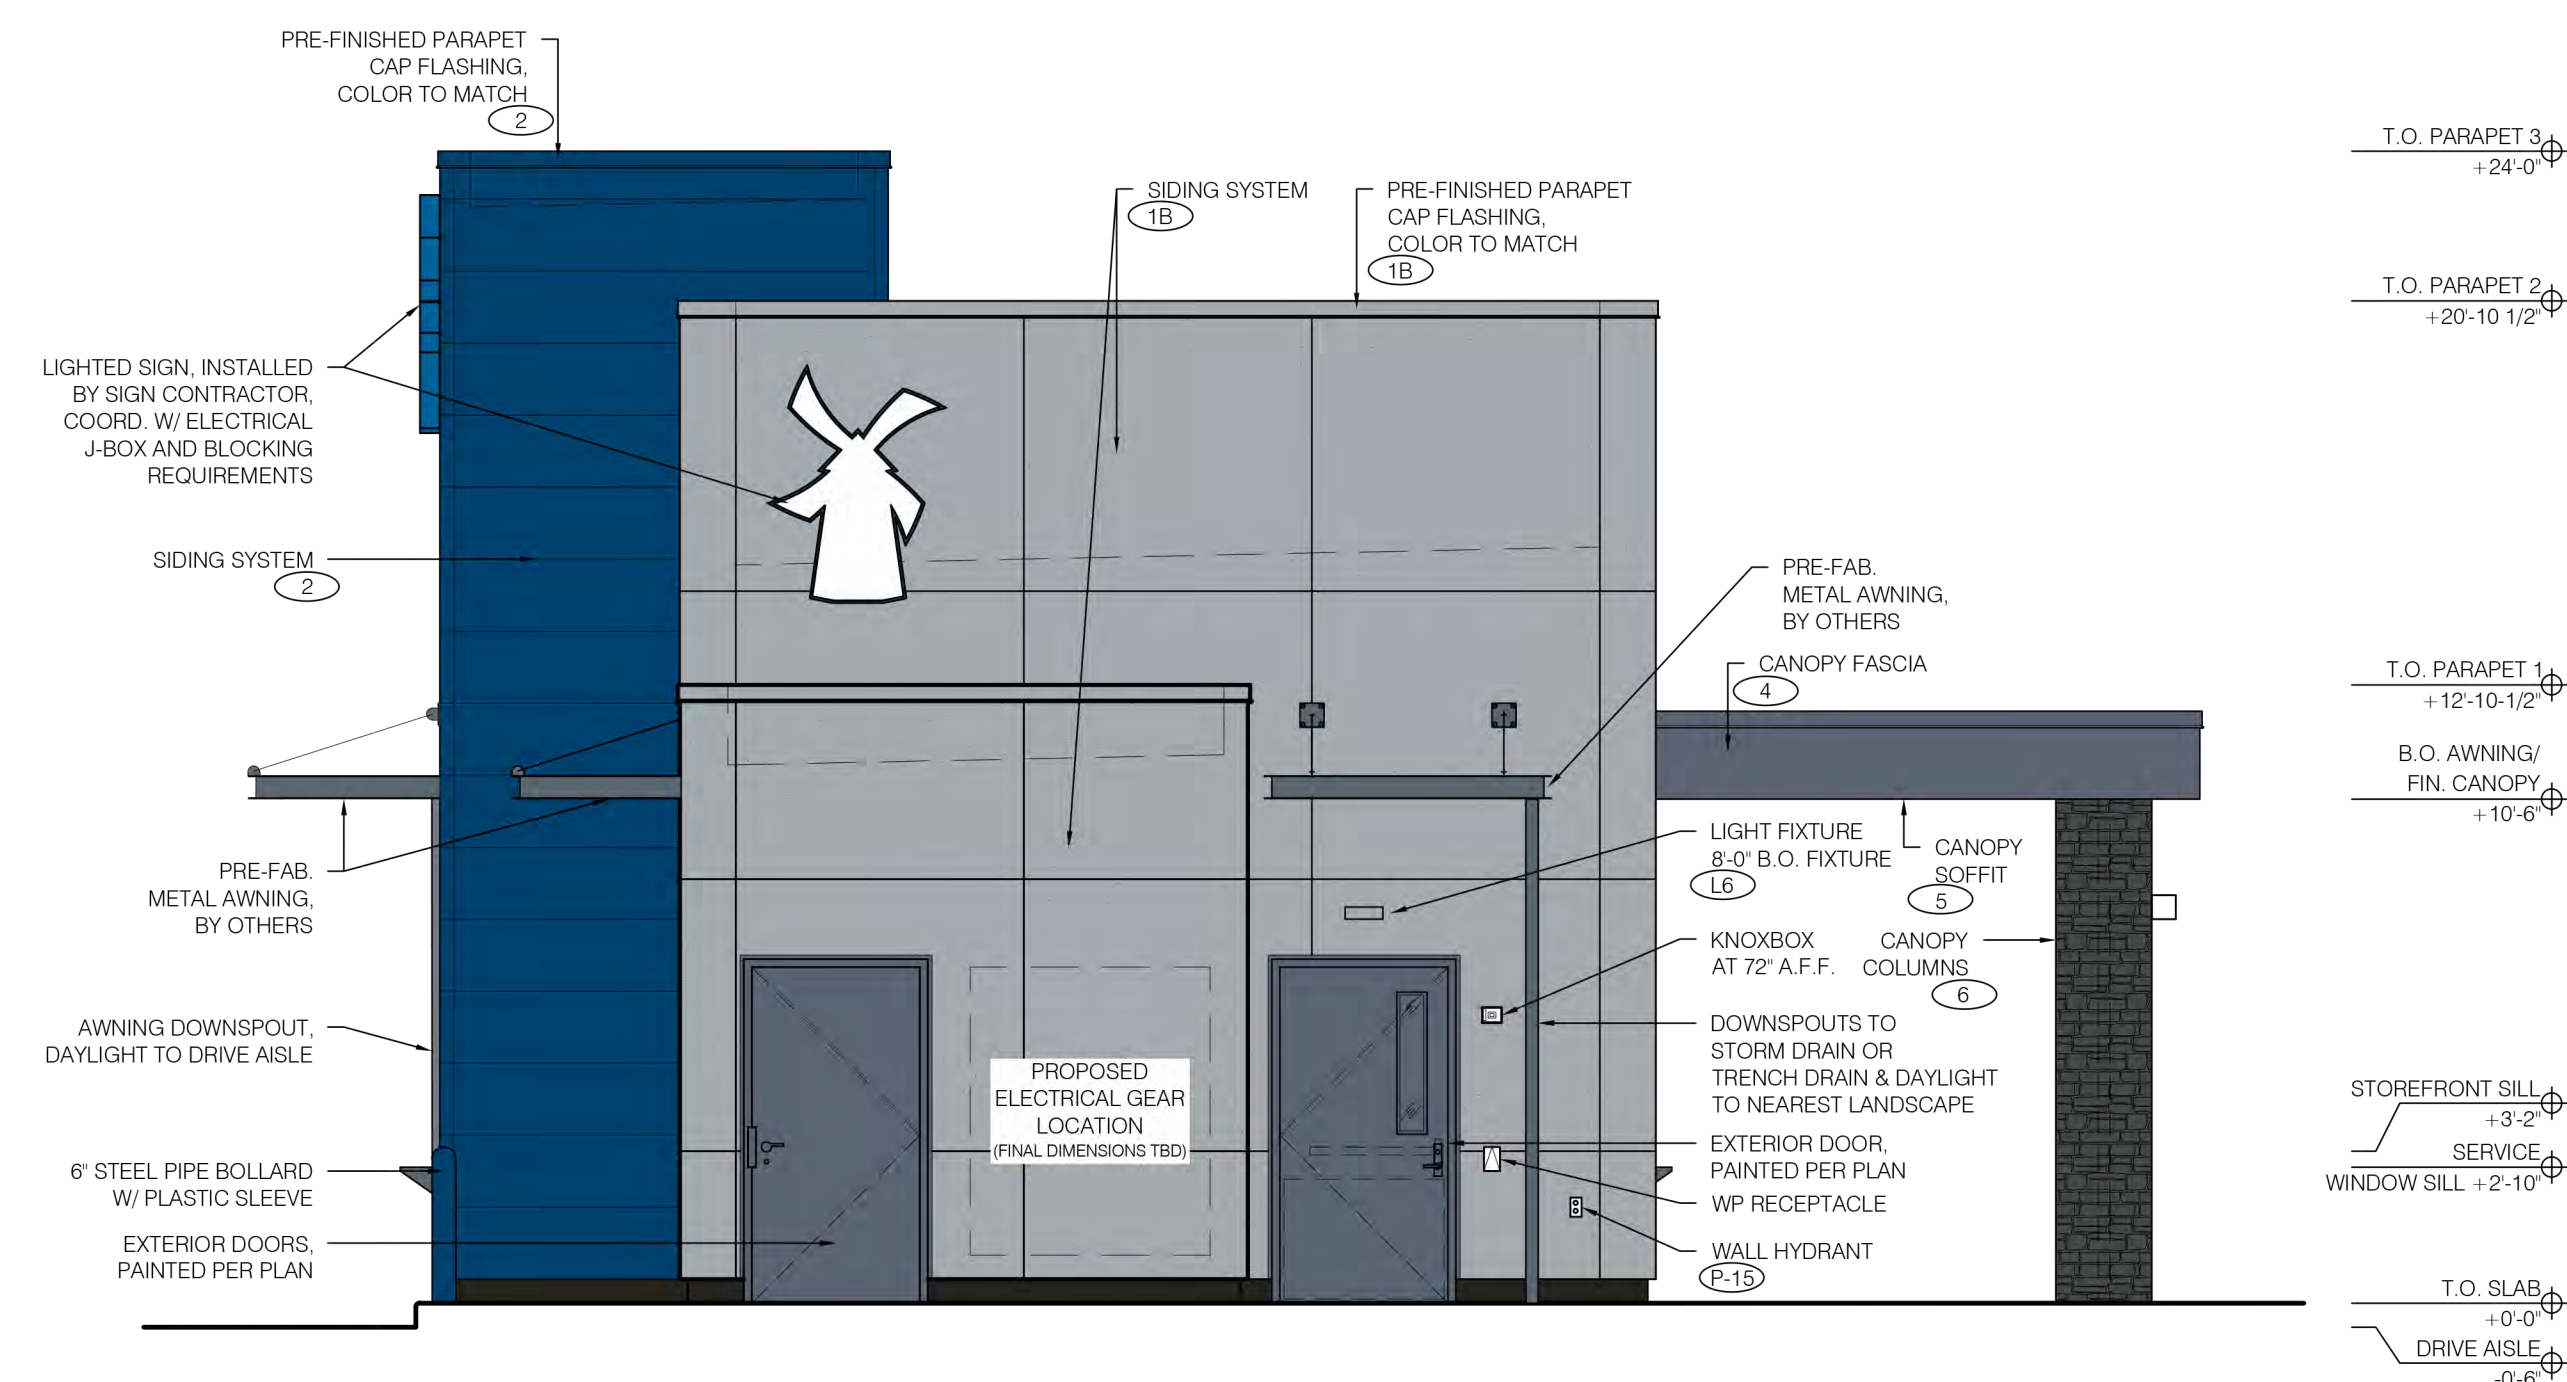 PRE-FINISHED PARAPET
CAP FLASHING,
COLOR TO MATCH
2
LIGHTED SIGN, INSTALLED
BY SIGN CONTRACTOR,
COORD. W/ ELECTRICAL
J-BOX AND BLOCKING
REQUIREMENTS
SIDING SYSTEM
2
PRE-FAB.
METAL AWNING,
BY OTHERS
AWNING DOWNSPOUT,
DAYLIGHT TO DRIVE AISLE
6" STEEL PIPE BOLLARD
W/ PLASTIC SLEEVE
EXTERIOR DOORS,
PAINTED PER PLAN
SIDING SYSTEM
1B
PRE-FINISHED PARAPET
CAP FLASHING,
COLOR TO MATCH
1B
PROPOSED
ELECTRICAL GEAR
LOCATION
(FINAL DIMENSIONS TBD)
PRE-FAB.
METAL AWNING,
BY OTHERS
CANOPY FASCIA
4
LIGHT FIXTURE
8'-0" B.O. FIXTURE
L6
CANOPY
SOFFIT
5
KNOXBOX
AT 72" A.F.F.
CANOPY
COLUMNS
6
DOWNSPOUTS TO
STORM DRAIN OR
TRENCH DRAIN & DAYLIGHT
TO NEAREST LANDSCAPE
EXTERIOR DOOR,
PAINTED PER PLAN
WP RECEPTACLE
WALL HYDRANT
P-15
T.O. PARAPET 3
+24'-0"
T.O. PARAPET 2
+20'-10 1/2"
T.O. PARAPET 1
+12'-10-1/2"
B.O. AWNING/
FIN. CANOPY
+10'-6"
STOREFRONT SILL
+3'-2"
SERVICE
WINDOW SILL +2'-10"
T.O. SLAB
+0'-0"
DRIVE AISLE
-0'-6"